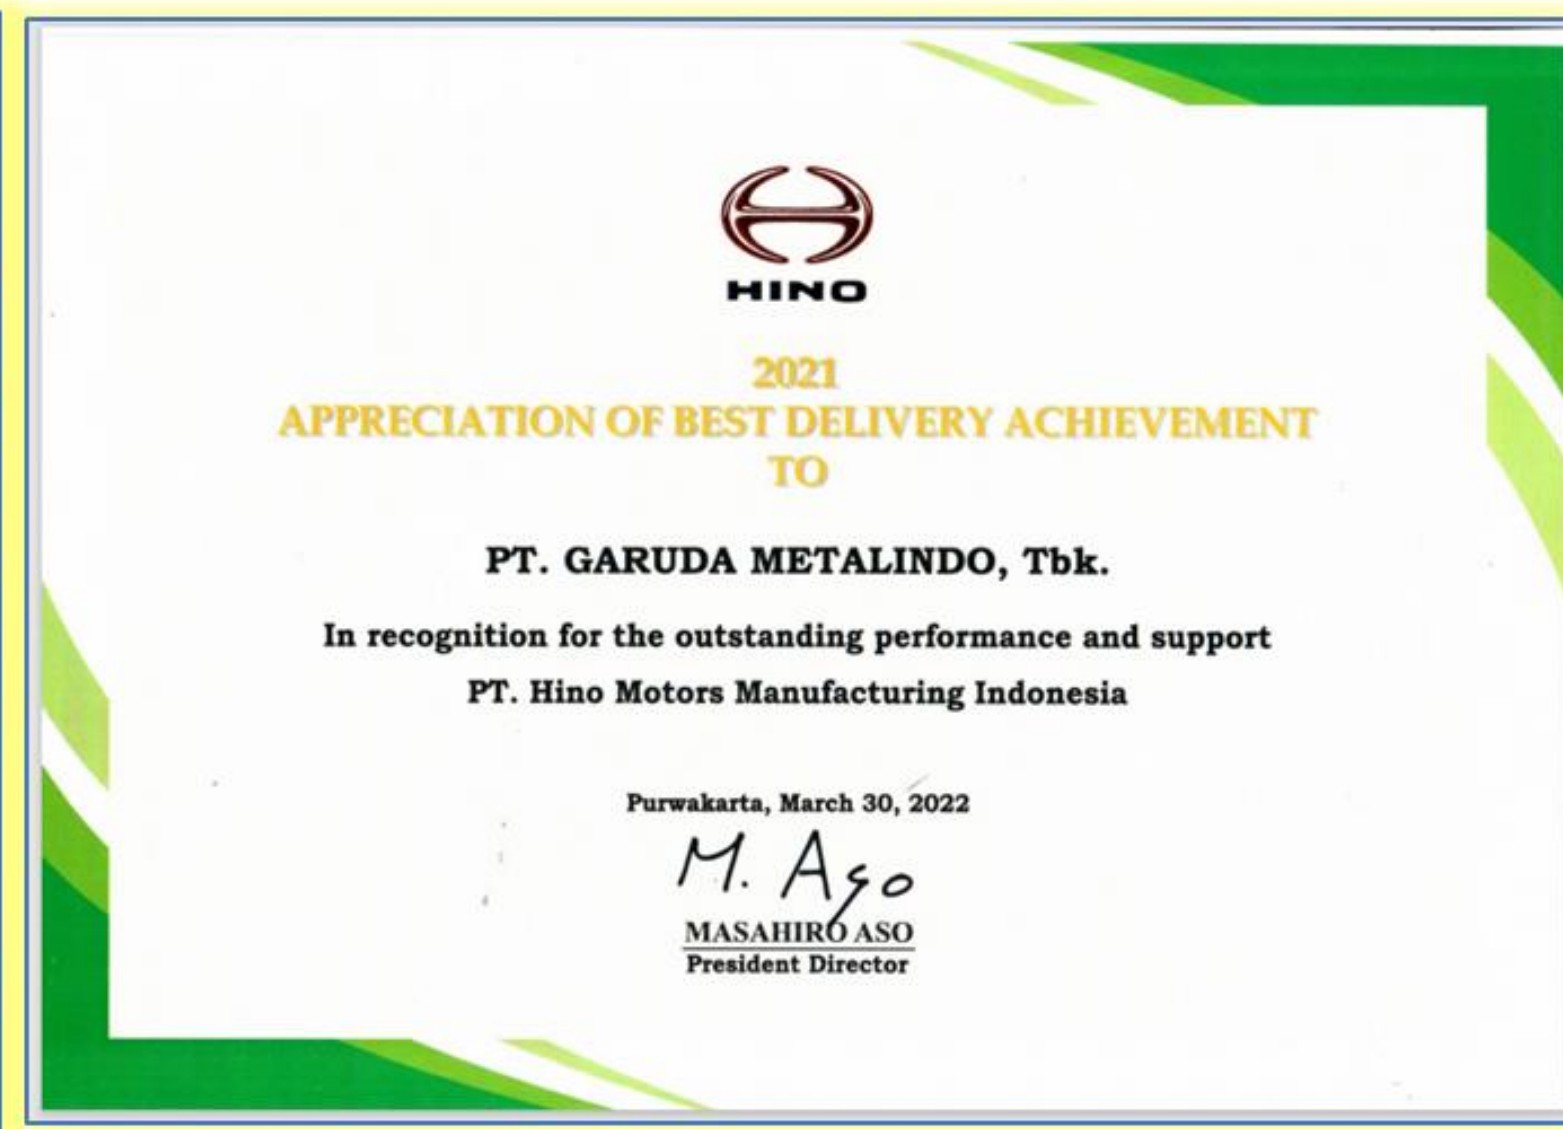 HINO
2021
APPRECIATION OF BEST DELIVERY ACHIEVEMENT
TO
PT. GARUDA METALINDO, Tbk.
In recognition for the outstanding performance and support
PT. Hino Motors Manufacturing Indonesia
Purwakarta, March 30, 2022
M. Aso
MASAHIRO ASO
President Director